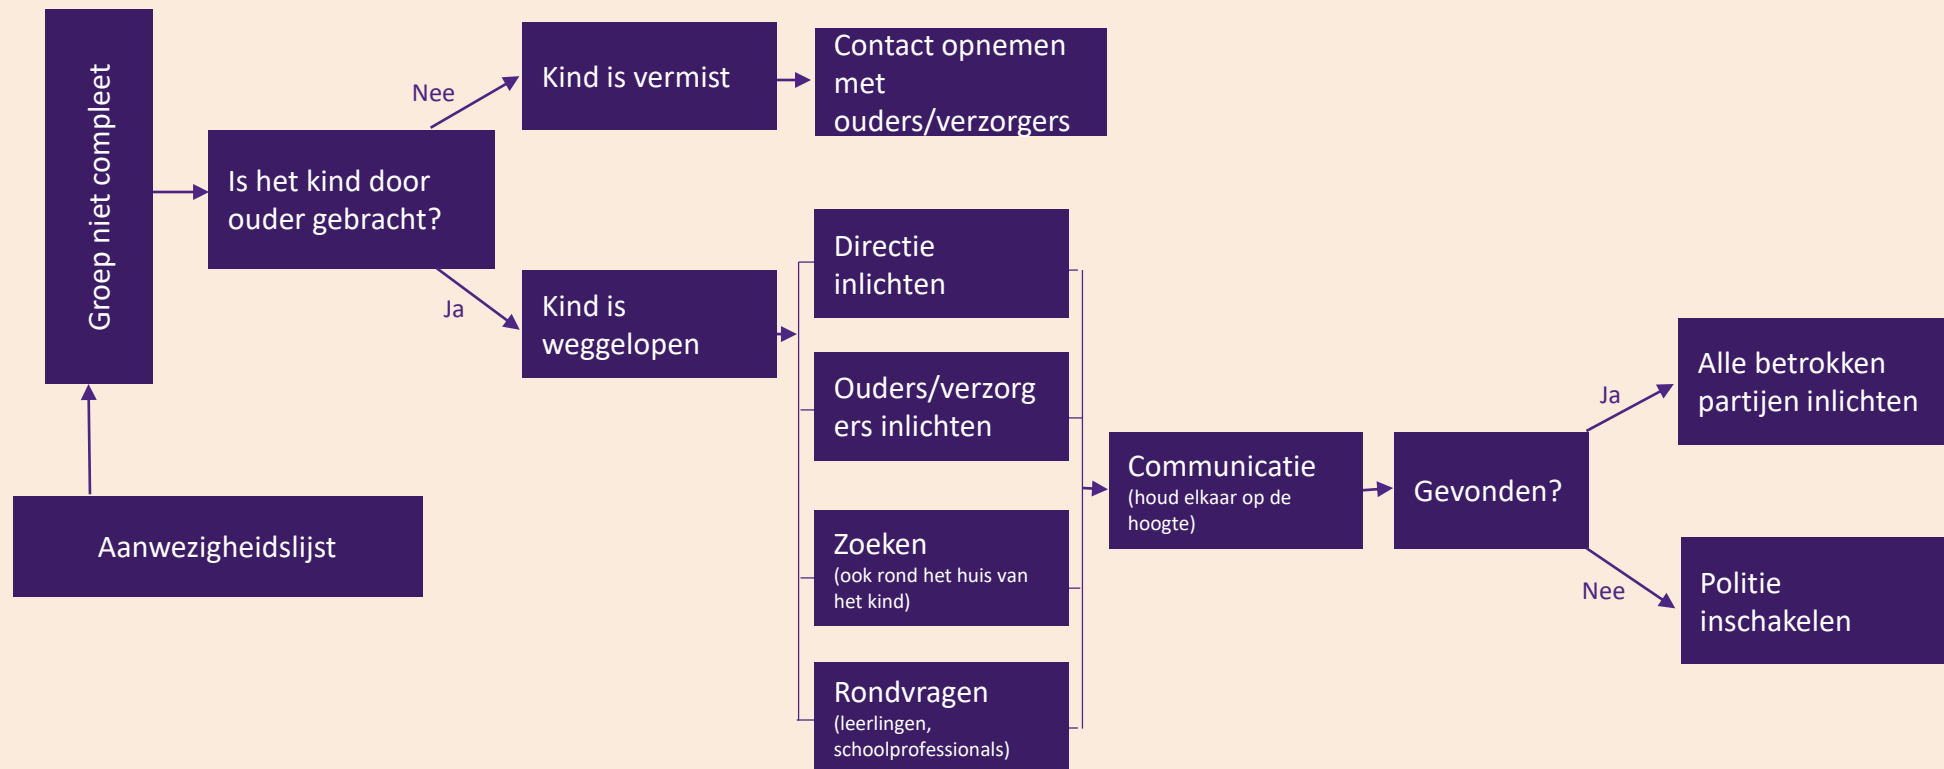 Groep niet compleet
Aanwezigheidslijst
Is het kind door
ouder gebracht?
Nee
Kind is vermist
Contact opnemen
met
ouders/verzorgers
Ja
Kind is
weggelopen
Directie
inlichten
Ouders/verzorg
ers inlichten
Zoeken
(ook rond het huis van
het kind)
Rondvragen
(leerlingen,
schoolprofessionals)
Communicatie
(houd elkaar op de
hoogte)
Gevonden?
Ja
Alle betrokken
partijen inlichten
Nee
Politie
inschakelen